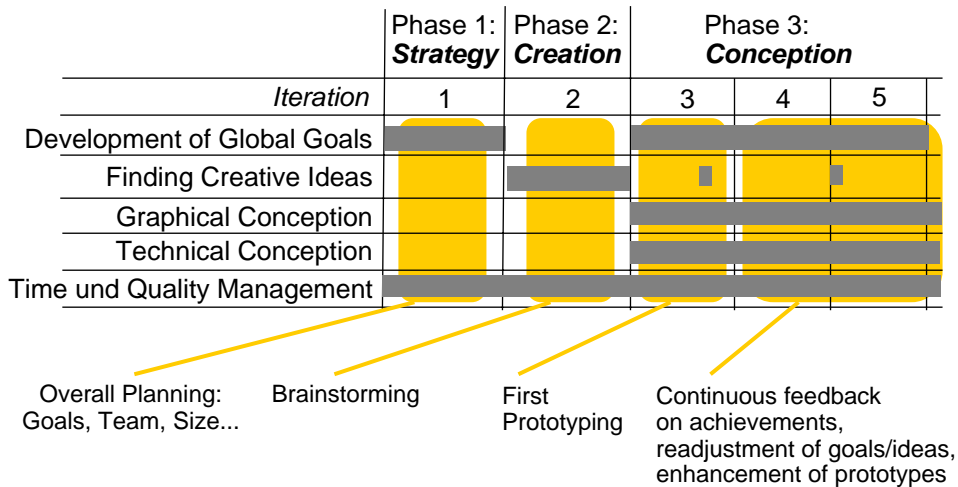 Phase 1: Phase 2: Phase 3:
Strategy Creation Conception
Iteration 1 2 3 4 5
Development of Global Goals
Finding Creative Ideas
Graphical Conception
Technical Conception
Time und Quality Management
Overall Planning:
Goals, Team, Size...
Brainstorming
First
Prototyping
Continuous feedback
on achievements,
readjustment of goals/ideas,
enhancement of prototypes